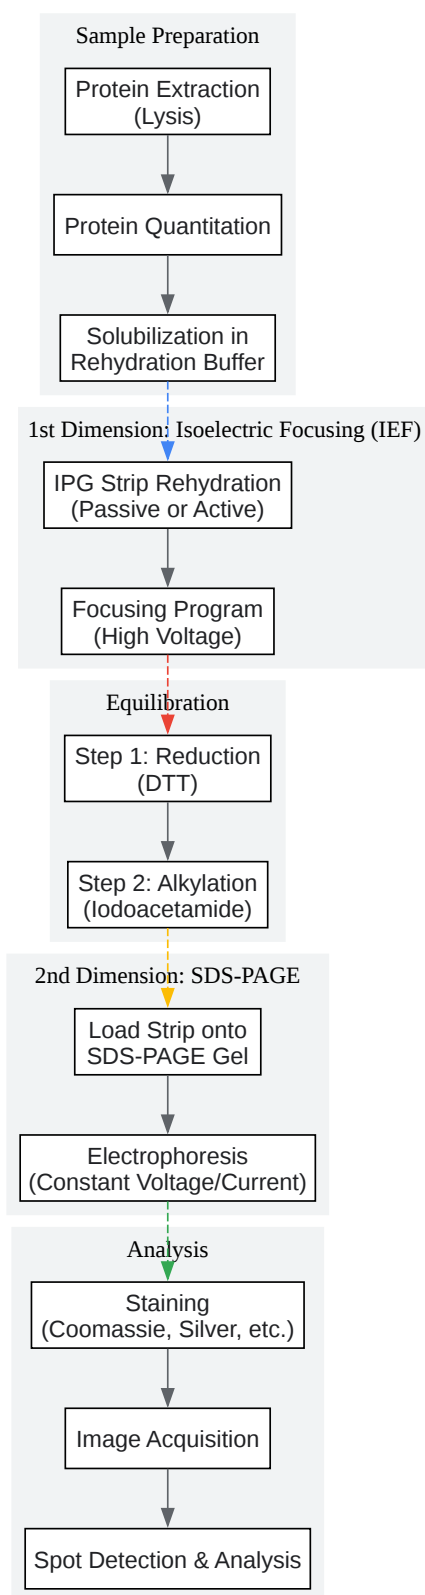 Sample Preparation
Protein Extraction
(Lysis)
Protein Quantitation
Solubilization in
Rehydration Buffer
1st Dimension: Isoelectric Focusing (IEF)
IPG Strip Rehydration
(Passive or Active)
Focusing Program
(High Voltage)
Equilibration
Step 1: Reduction
(DTT)
Step 2: Alkylation
(Iodoacetamide)
2nd Dimension: SDS-PAGE
Load Strip onto
SDS-PAGE Gel
Electrophoresis
(Constant Voltage/Current)
Analysis
Staining
(Coomassie, Silver, etc.)
Image Acquisition
Spot Detection & Analysis